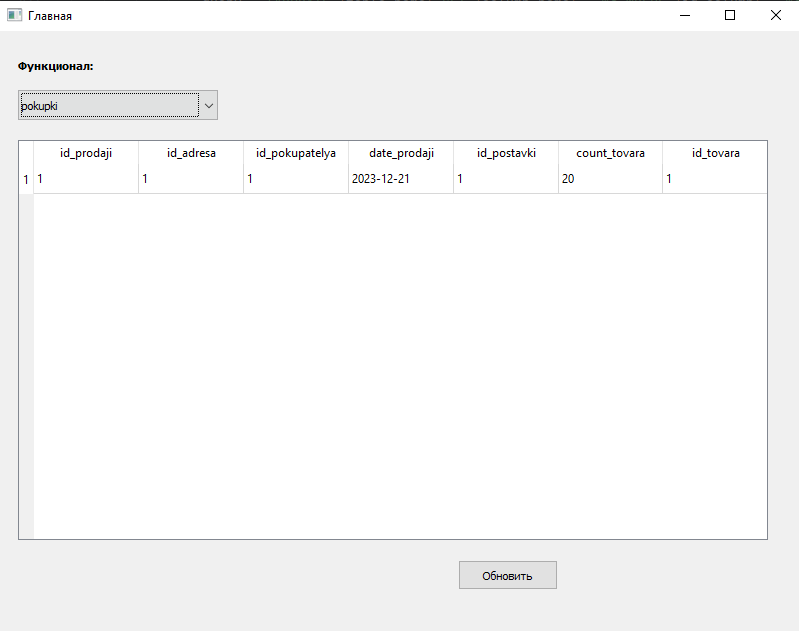 Главная
Функционал:
pokupki
id_prodaji id_adresa id_pokupatelya date_prodaji id_postavki count_tovara id_tovara
1 1 1 1 2023-12-21 1 20 1
Обновить